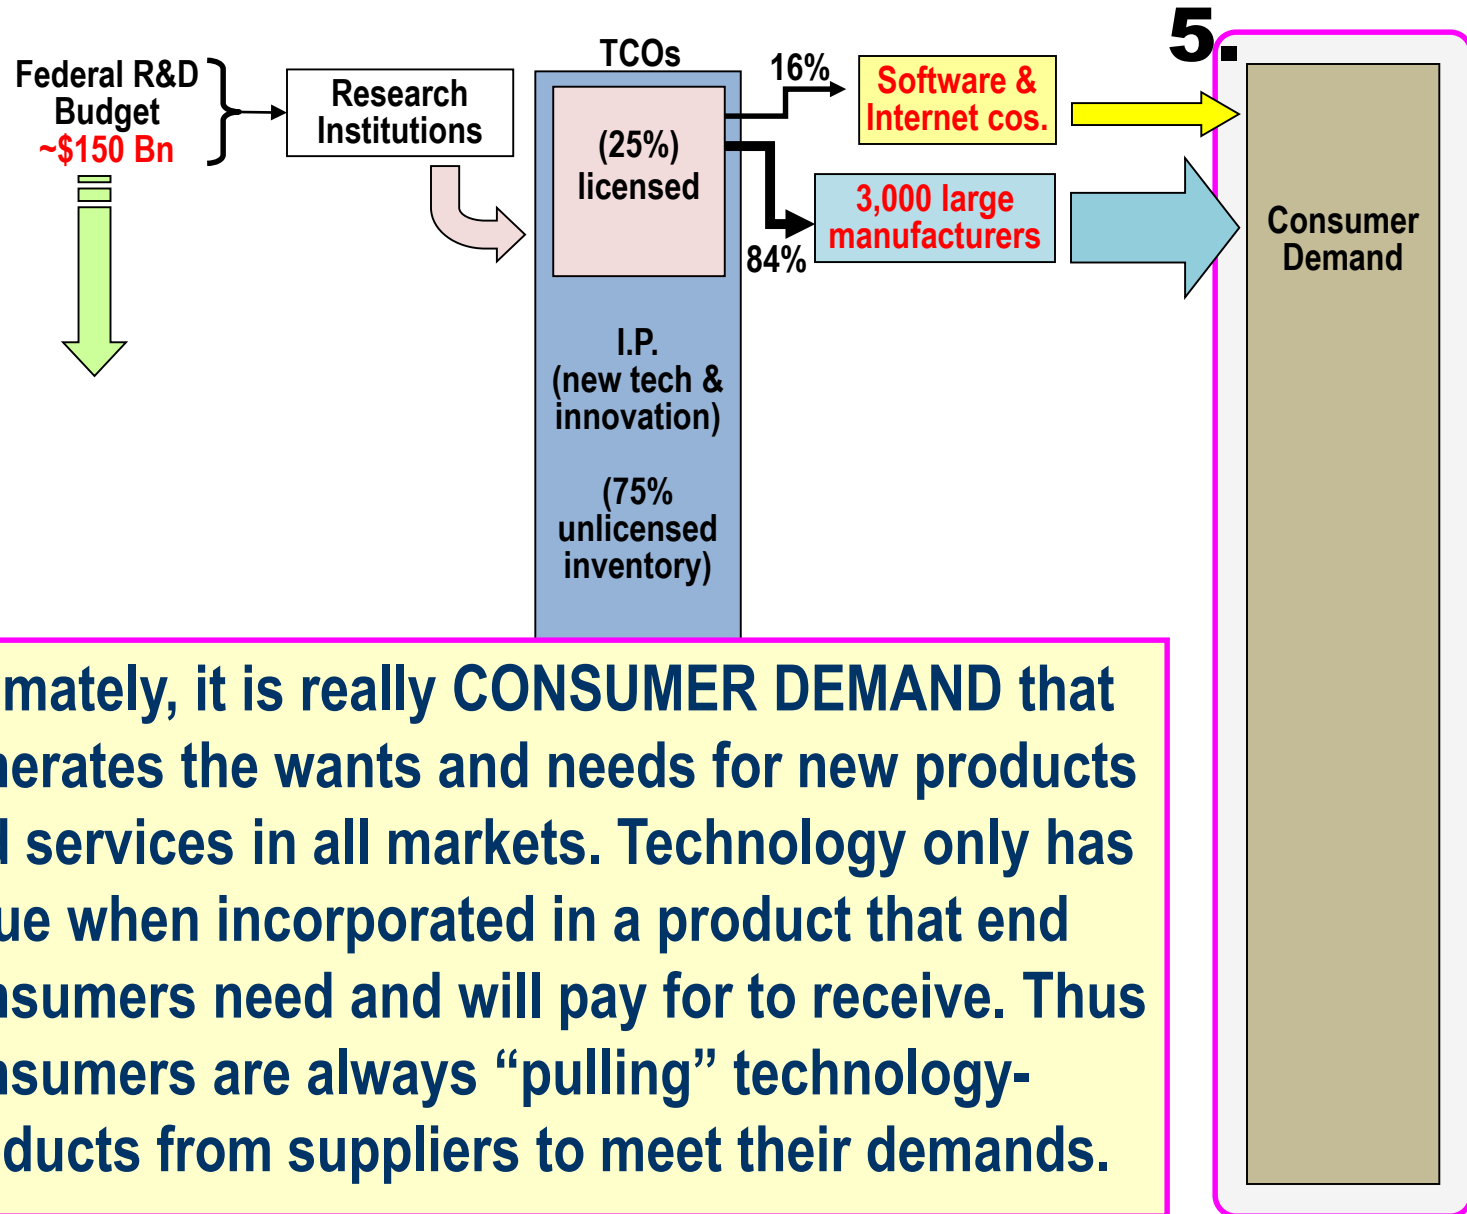 5.
Federal R&D
Budget
~$150 Bn
Research
Institutions
TCOs
(25%)
licensed
16%
84%
Software &
Internet cos.
3,000 large
manufacturers
Consumer
Demand
I.P.
(new tech &
innovation)
(75%
unlicensed
inventory)
mately, it is really CONSUMER DEMAND that
nerates the wants and needs for new products
d services in all markets. Technology only has
ue when incorporated in a product that end
nsumers need and will pay for to receive. Thus
nsumers are always “pulling” technology-
ducts from suppliers to meet their demands.